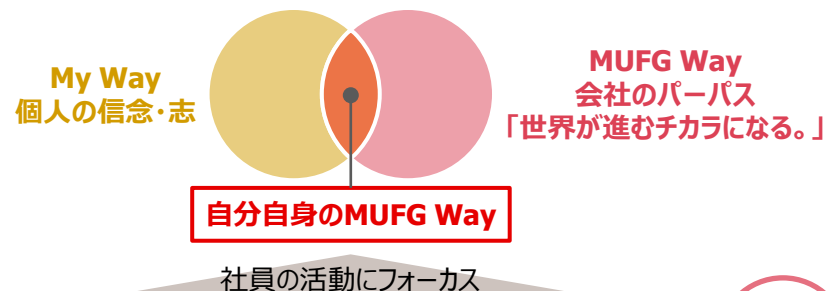 My Way
個人の信念・志
MUFG Way
会社のパーパス
「世界が進むチカラになる。」
自分自身のMUFG Way
社員の活動にフォーカス